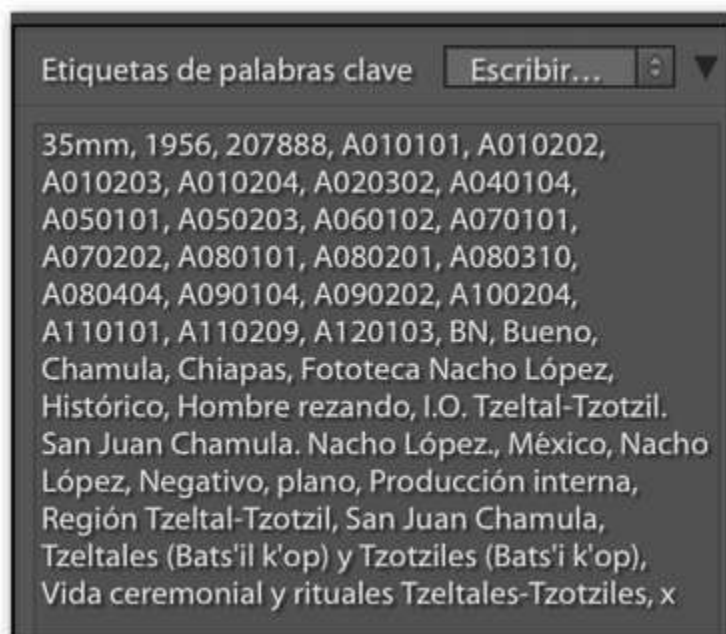 Etiquetas de palabras clave Escribir...
35mm, 1956, 207888, A010101, A010202,
A010203, A010204, A020302, A040104,
A050101, A050203, A060102, A070101,
A070202, A080101, A080201, A080310,
A080404, A090104, A090202, A100204,
A110101, A110209, A120103, BN, Bueno,
Chamula, Chiapas, Fototeca Nacho López,
Histórico, Hombre rezando, I.O. Tzeltal-Tzotzil.
San Juan Chamula. Nacho López., México, Nacho
López, Negativo, plano, Producción interna,
Región Tzeltal-Tzotzil, San Juan Chamula,
Tzeltales (Bats'il k'op) y Tzotziles (Bats'i k'op),
Vida ceremonial y rituales Tzeltales-Tzotziles, x